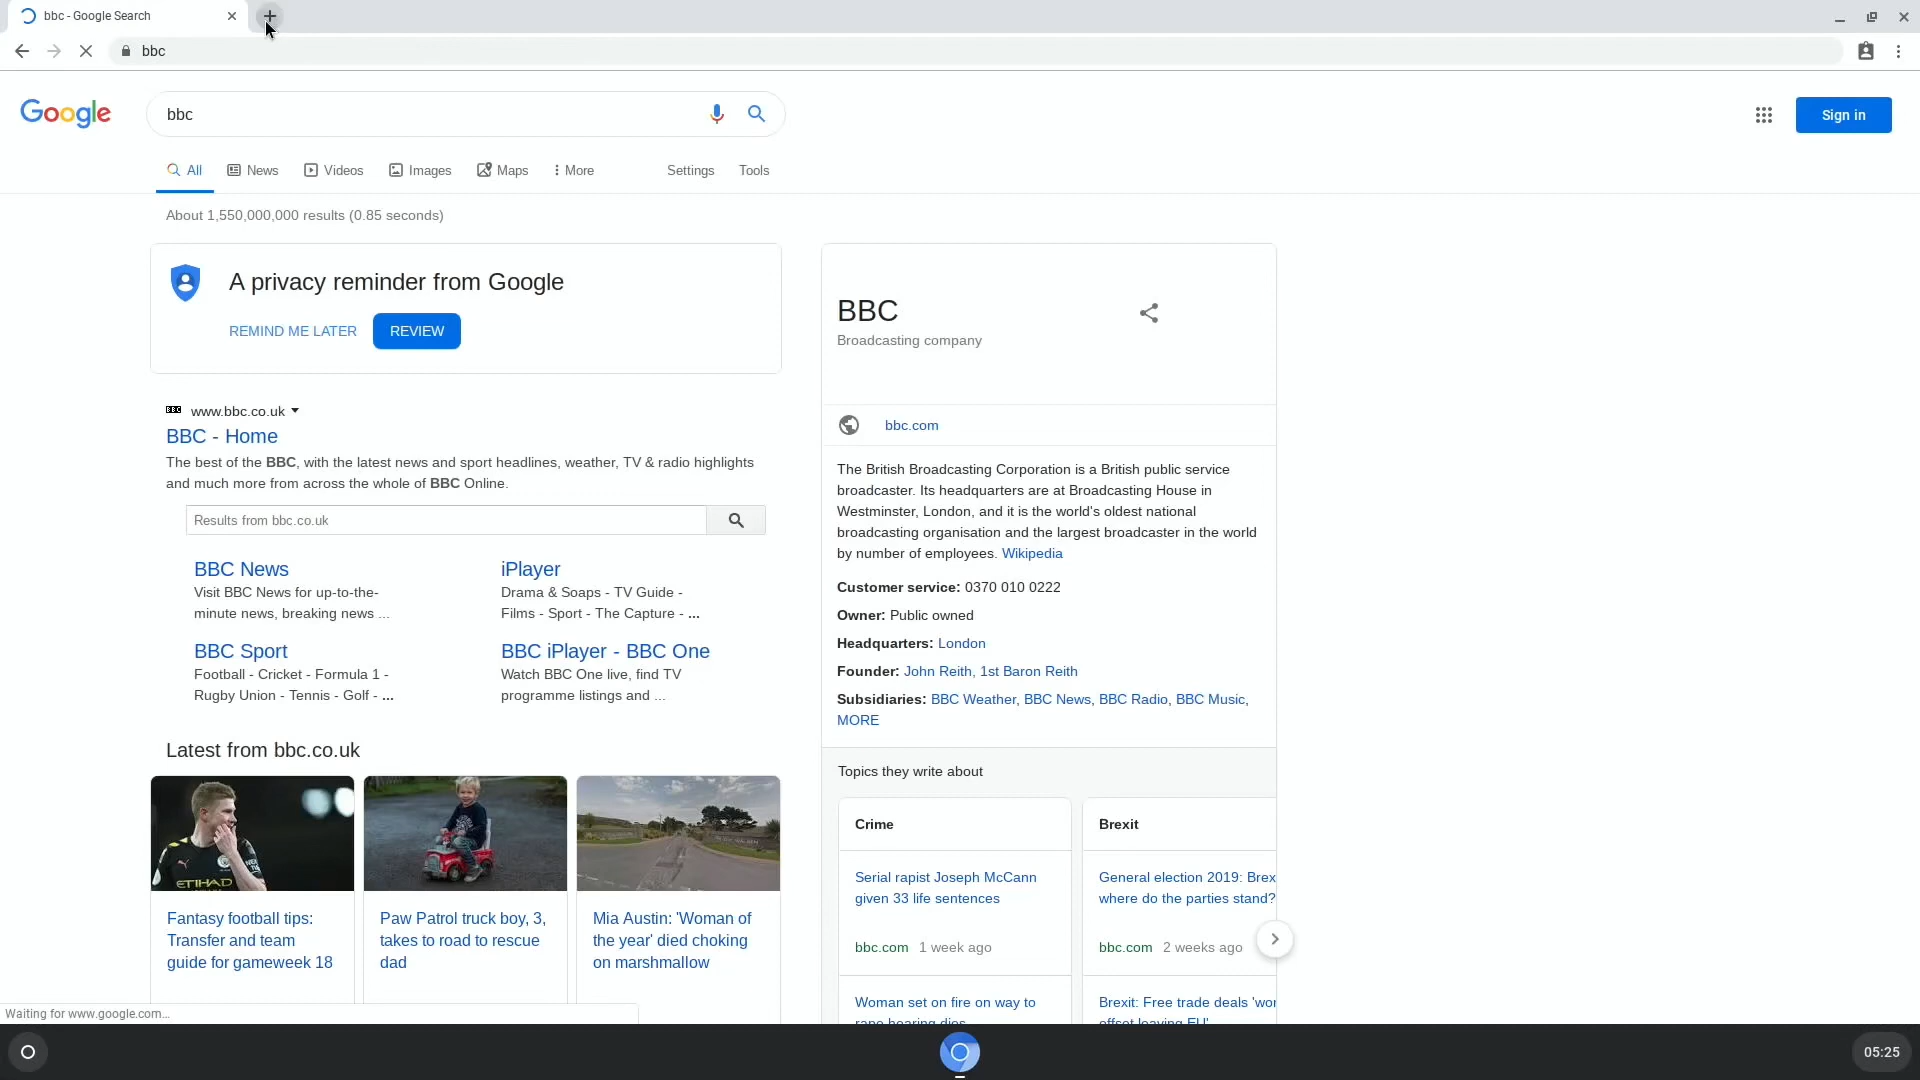 bbc - Google Search
bbc
Google
bbc
Sign in
All
News
Videos
Images
Maps
More
Settings
Tools
About 1,550,000,000 results (0.85 seconds)
A privacy reminder from Google
REMIND ME LATER
REVIEW
BBC
www.bbc.co.uk
BBC - Home
The best of the BBC, with the latest news and sport headlines, weather, TV & radio highlights
and much more from across the whole of BBC Online.
Results from bbc.co.uk
BBC News
Visit BBC News for up-to-the-
minute news, breaking news ...
iPlayer
Drama & Soaps - TV Guide -
Films - Sport - The Capture - ...
BBC Sport
Football - Cricket - Formula 1 -
Rugby Union - Tennis - Golf - ...
BBC iPlayer - BBC One
Watch BBC One live, find TV
programme listings and ...
Latest from bbc.co.uk
ETIHAD
Fantasy football tips:
Transfer and team
guide for gameweek 18
Paw Patrol truck boy, 3,
takes to road to rescue
dad
Mia Austin: 'Woman of
the year' died choking
on marshmallow
BBC
Broadcasting company
bbc.com
The British Broadcasting Corporation is a British public service
broadcaster. Its headquarters are at Broadcasting House in
Westminster, London, and it is the world's oldest national
broadcasting organisation and the largest broadcaster in the world
by number of employees. Wikipedia
Customer service: 0370 010 0222
Owner: Public owned
Headquarters: London
Founder: John Reith, 1st Baron Reith
Subsidiaries: BBC Weather, BBC News, BBC Radio, BBC Music,
MORE
Topics they write about
Crime
Serial rapist Joseph McCann
given 33 life sentences
bbc.com 1 week ago
Woman set on fire on way to
rape hearing dies
Brexit
General election 2019: Brex
where do the parties stand?
bbc.com 2 weeks ago
Brexit: Free trade deals 'wor
offset leaving EU'
Waiting for www.google.com...
05:25